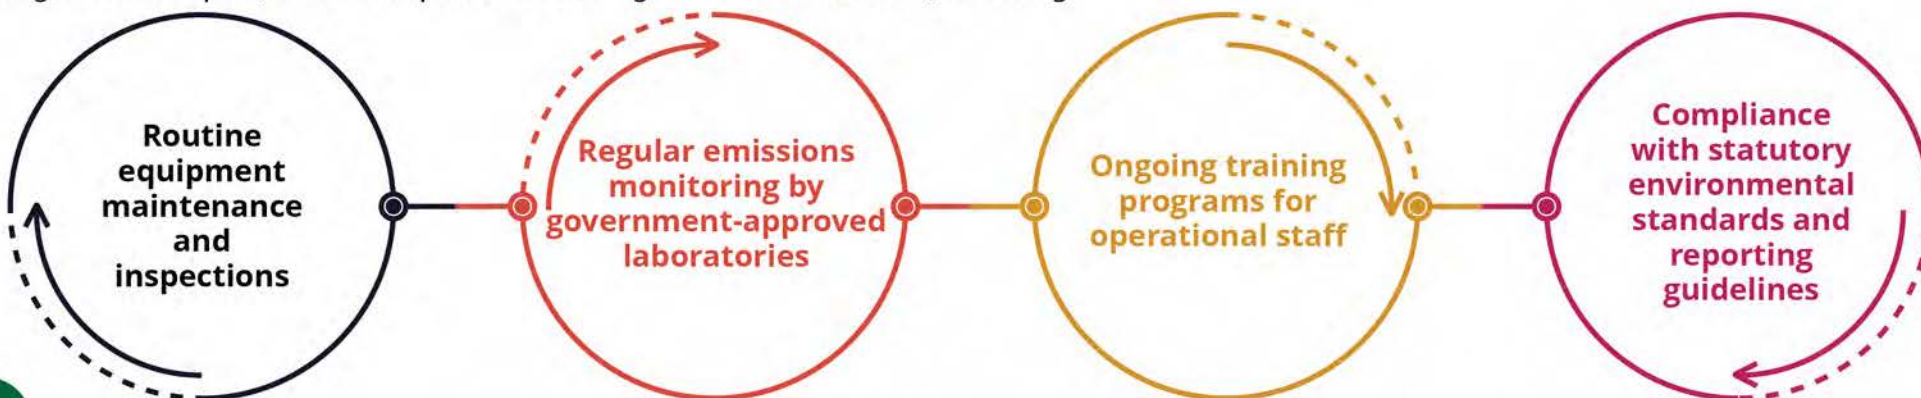 Routine
equipment
maintenance
and
inspections
Regular emissions
monitoring by
government-approved
laboratories
Ongoing training
programs for
operational staff
Compliance
with statutory
environmental
standards and
reporting
guidelines